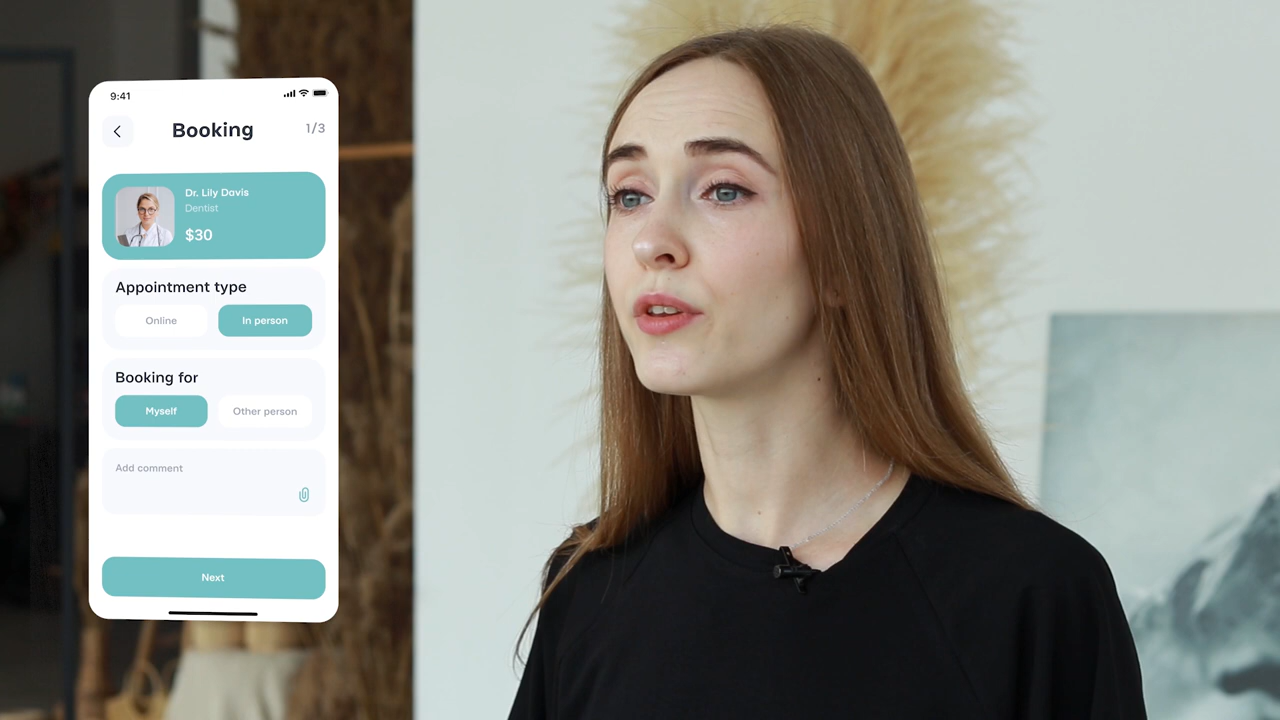 9:41
Booking
1/3
Dr. Lily Davis
Dentist
$30
Appointment type
Online
In person
Booking for
Myself
Other person
Add comment
Next